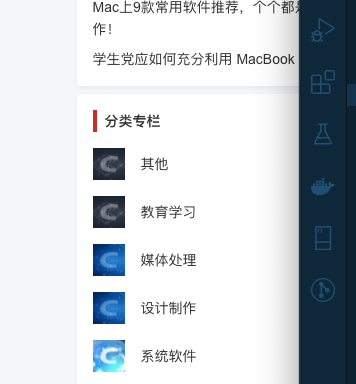 Mac上9款常用软件推荐，个个都是
作！
学生党应如何充分利用 MacBook
分类专栏
其他
教育学习
媒体处理
设计制作
系统软件